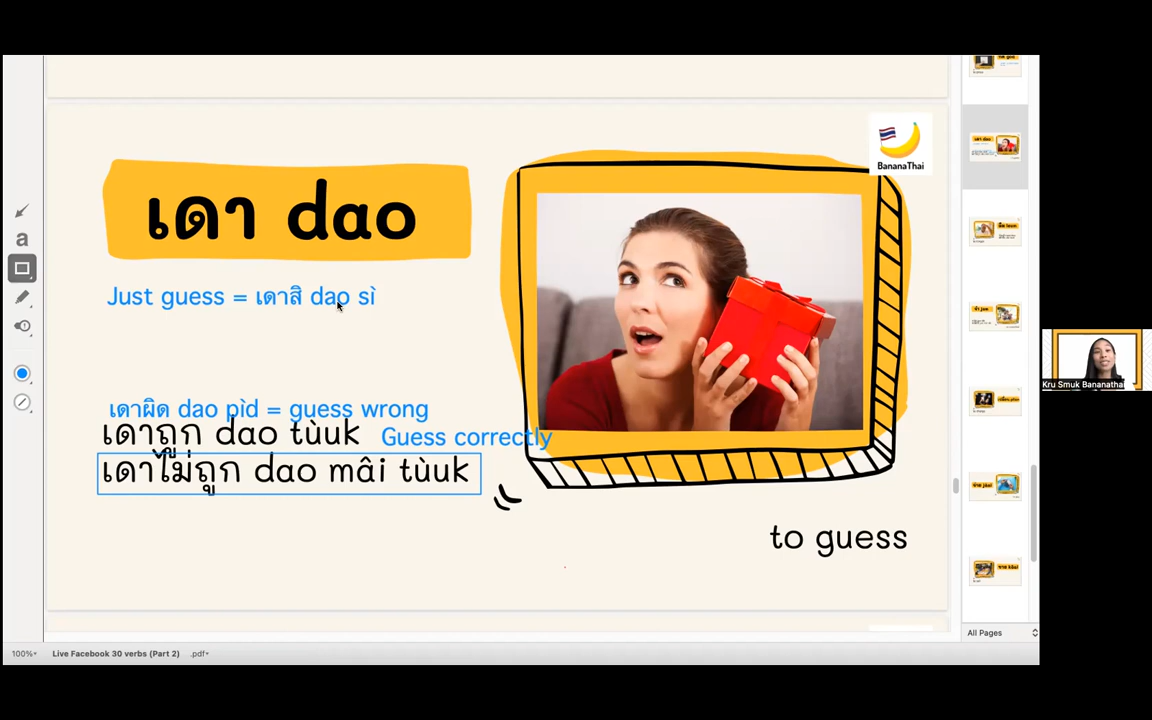 BananaThai
เดา dao
Just guess = เดาสิ dao sì
เดาผิด dao pìd = guess wrong
เดาถูก dao tùuk Guess correctly
เดาไม่ถูก dao mâi tùuk
to guess
Kru Smuk Bananathai
All Pages
100%
Live Facebook 30 verbs (Part 2) .pdf
a